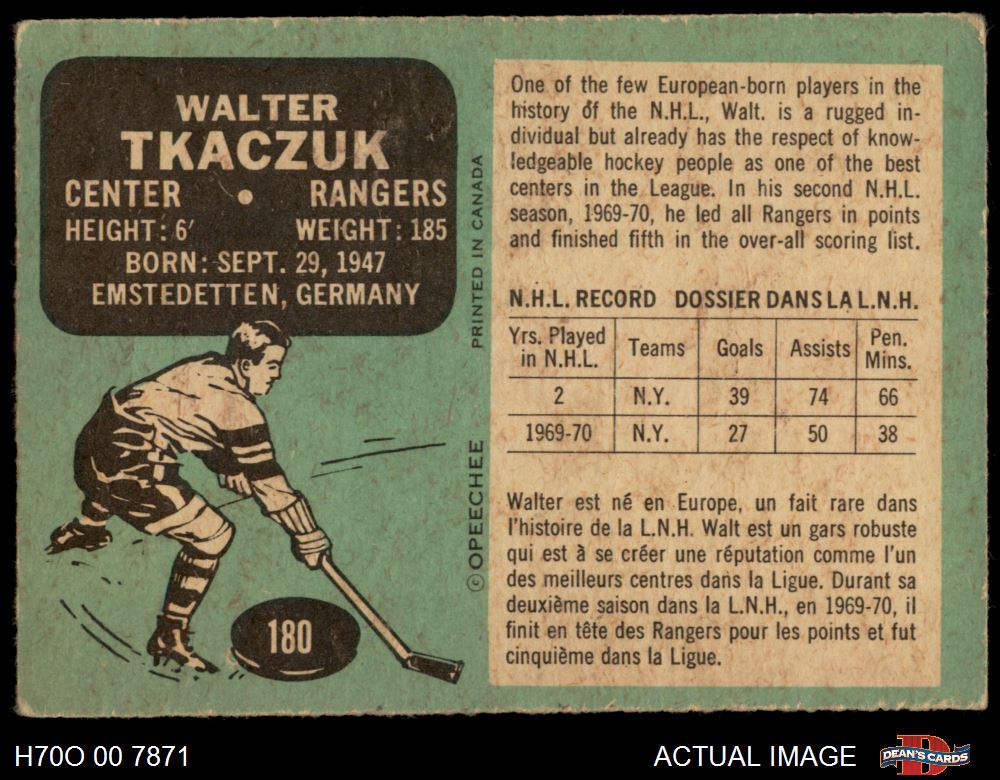 WALTER
TKACZUK
CENTER • RANGERS
HEIGHT: 6' WEIGHT: 185
BORN: SEPT. 29, 1947
EMSTEDETTEN, GERMANY
180
©OPEECHEE PRINTED IN CANADA
One of the few European-born players in the
history of the N.H.L., Walt. is a rugged in-
dividual but already has the respect of know-
ledgeable hockey people as one of the best
centers in the League. In his second N.H.L.
season, 1969-70, he led all Rangers in points
and finished fifth in the over-all scoring list.
N.H.L. RECORD DOSSIER DANS LA L.N.H.
Yrs. Played in N.H.L. Teams Goals Assists Pen. Mins.
2 N.Y. 39 74 66
1969-70 N.Y. 27 50 38
Walter est né en Europe, un fait rare dans
l'histoire de la L.N.H. Walt est un gars robuste
qui est à se créer une réputation comme l'un
des meilleurs centres dans la Ligue. Durant sa
deuxième saison dans la L.N.H., en 1969-70, il
finit en tête des Rangers pour les points et fut
cinquième dans la Ligue.
H70O 00 7871
ACTUAL IMAGE
DEAN'S CARDS